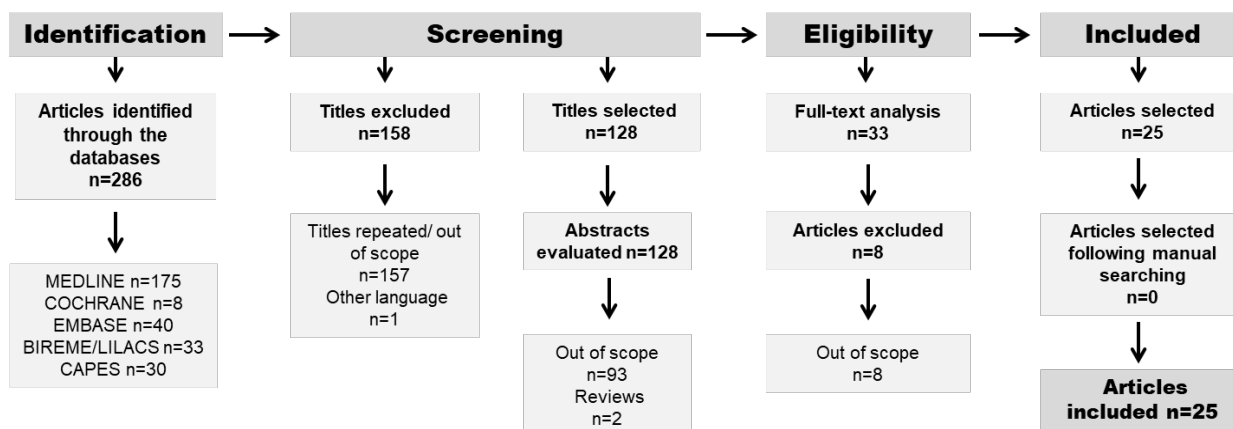 Identification
Articles identified
through the
databases
n=286
MEDLINE n=175
COCHRANE n=8
EMBASE n=40
BIREME/LILACS n=33
CAPES n=30
Screening
Titles excluded
n=158
Titles repeated/ out
of scope
n=157
Other language
n=1
Titles selected
n=128
Abstracts
evaluated n=128
Out of scope
n=93
Reviews
n=2
Eligibility
Full-text analysis
n=33
Articles excluded
n=8
Out of scope
n=8
Included
Articles selected
n=25
Articles selected
following manual
searching
n=0
Articles
included n=25